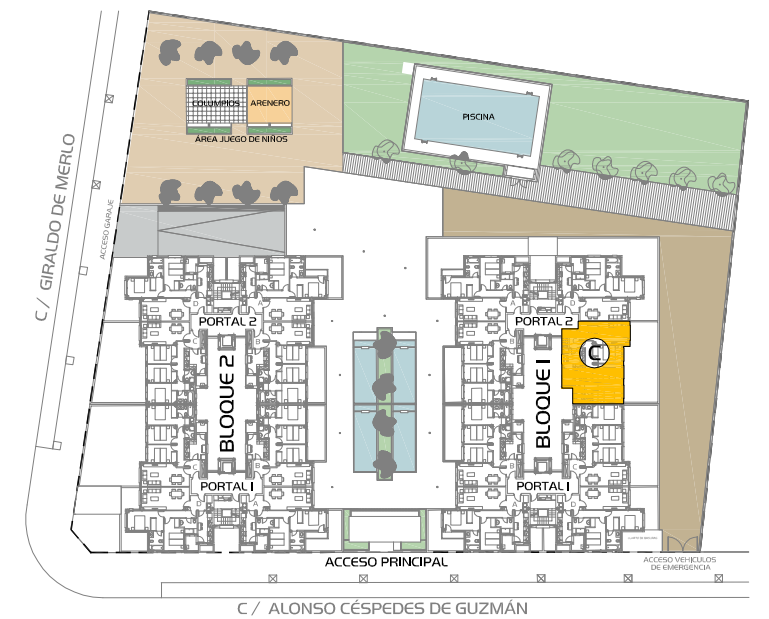 COLUMPIOS
ARENERO
ÁREA JUEGO DE NIÑOS
PISCINA
C/ GIRALDO DE MERLO
ACCESO GARAJE
D
A
A
PORTAL 2
PORTAL 2
C
B
B
C
BLOQUE 2
BLOQUE 1
C
B
B
PORTAL 1
PORTAL 1
D
A
A
D
ACCESO PRINCIPAL
ACCESO VEHICULOS
DE EMERGENCIA
C/ ALONSO CÉSPEDES DE GUZMÁN